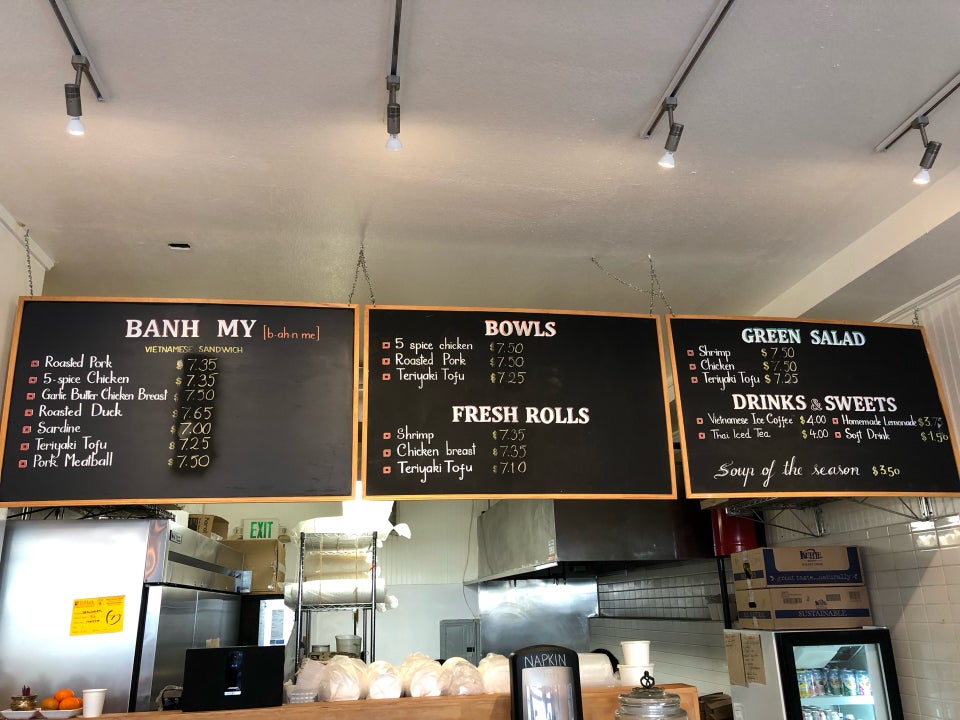 BANH MY [b-ah-n me]
VIETNAMESE SANDWICH
Roasted Pork $7.35
5-spice Chicken $7.35
Garlic Butter Chicken Breast $7.50
Roasted Duck $7.65
Sardine $7.00
Teriyaki Tofu $7.25
Pork Meatball $7.50
BOWLS
5 spice chicken $7.50
Roasted Pork $7.50
Teriyaki Tofu $7.25
FRESH ROLLS
Shrimp $7.35
Chicken breast $7.35
Teriyaki Tofu $7.10
GREEN SALAD
Shrimp $7.50
Chicken $7.50
Teriyaki Tofu $7.25
DRINKS & SWEETS
Vietnamese Ice Coffee $4.00
Thai Iced Tea $4.00
Homemade Lemonade
Soft Drink $1.50
Soup of the season $3.50
EXIT
great taste...naturally
SUSTAINABLE
NAPKIN